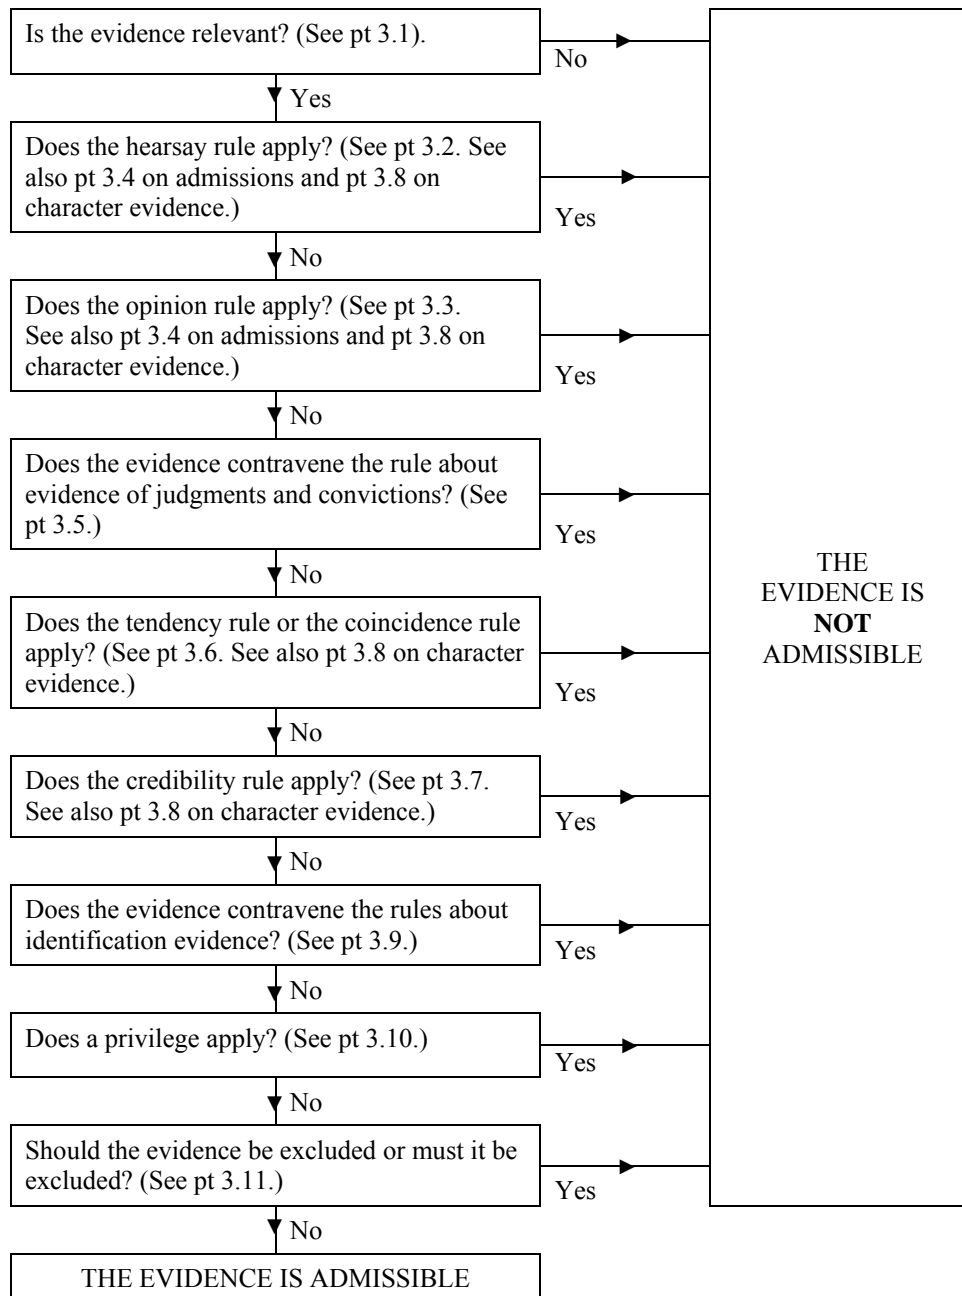 Is the evidence relevant? (See pt 3.1).
No
Yes
Does the hearsay rule apply? (See pt 3.2. See
also pt 3.4 on admissions and pt 3.8 on
character evidence.)
Yes
No
Does the opinion rule apply? (See pt 3.3.
See also pt 3.4 on admissions and pt 3.8 on
character evidence.)
Yes
No
Does the evidence contravene the rule about
evidence of judgments and convictions? (See
pt 3.5.)
Yes
No
Does the tendency rule or the coincidence rule
apply? (See pt 3.6. See also pt 3.8 on character
evidence.)
Yes
No
Does the credibility rule apply? (See pt 3.7.
See also pt 3.8 on character evidence.)
Yes
No
Does the evidence contravene the rules about
identification evidence? (See pt 3.9.)
Yes
No
Does a privilege apply? (See pt 3.10.)
Yes
No
Should the evidence be excluded or must it be
excluded? (See pt 3.11.)
Yes
No
THE EVIDENCE IS ADMISSIBLE
THE
EVIDENCE IS
NOT
ADMISSIBLE